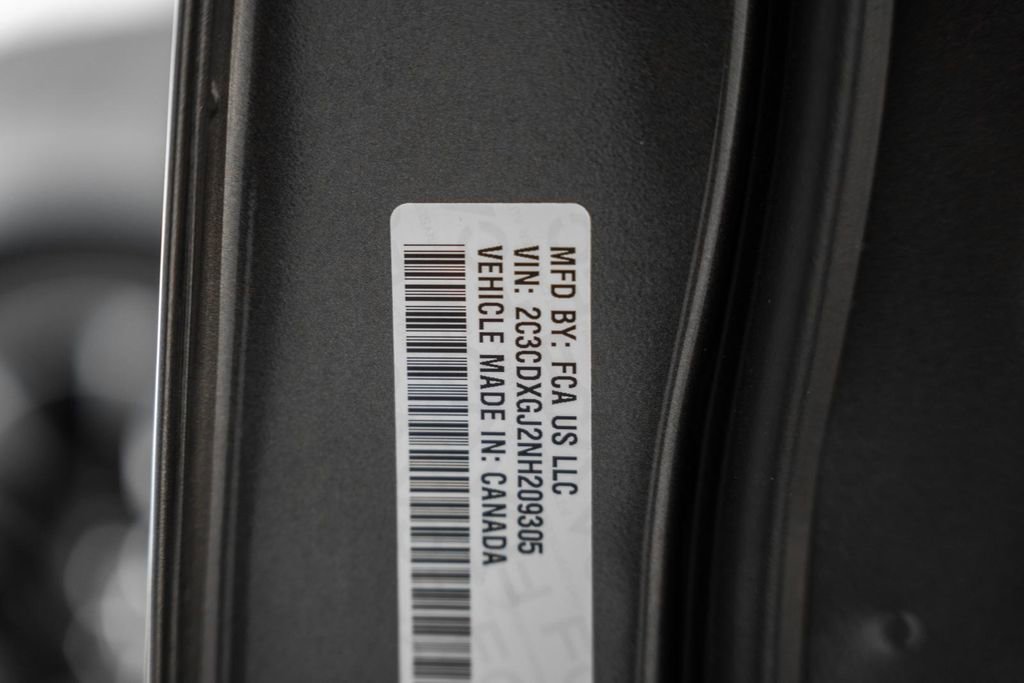 MFD BY: FCA US LLC
VIN: 2C3CDXGJ2NH209305
VEHICLE MADE IN: CANADA